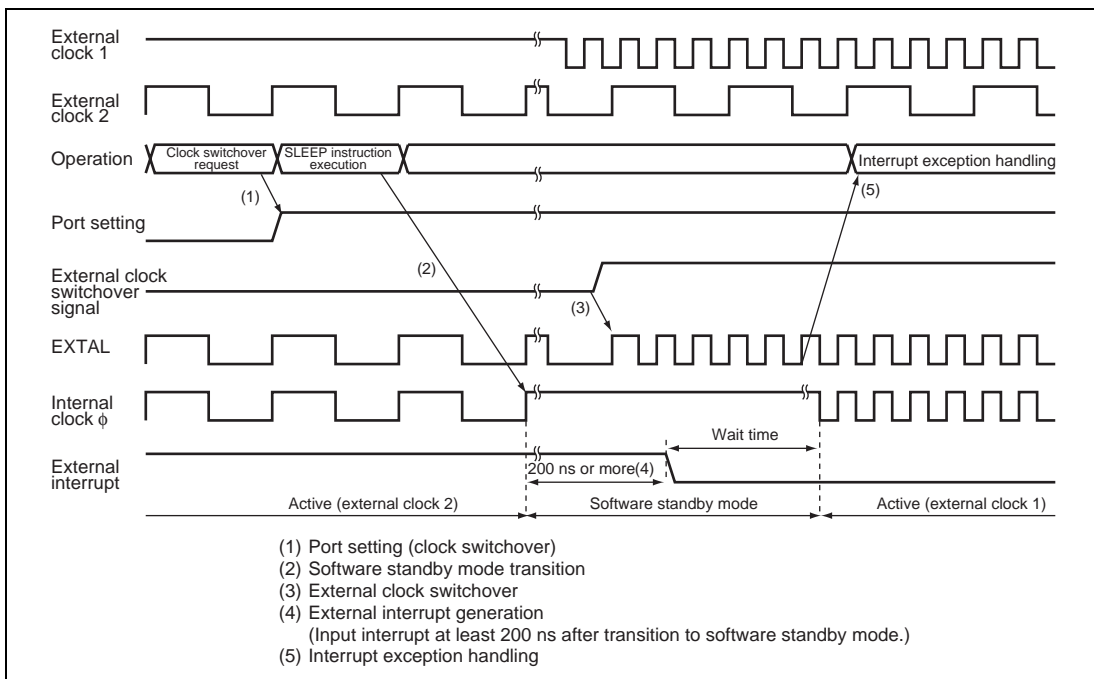 External
clock 1
External
clock 2
Operation
Clock switchover
request
SLEEP instruction
execution
Interrupt exception handling
(1)
(5)
Port setting
(2)
External clock
switchover
signal
(3)
EXTAL
Internal
clock φ
Wait time
External
interrupt
200 ns or more(4)
Active (external clock 2)
Software standby mode
Active (external clock 1)
(1) Port setting (clock switchover)
(2) Software standby mode transition
(3) External clock switchover
(4) External interrupt generation
(Input interrupt at least 200 ns after transition to software standby mode.)
(5) Interrupt exception handling